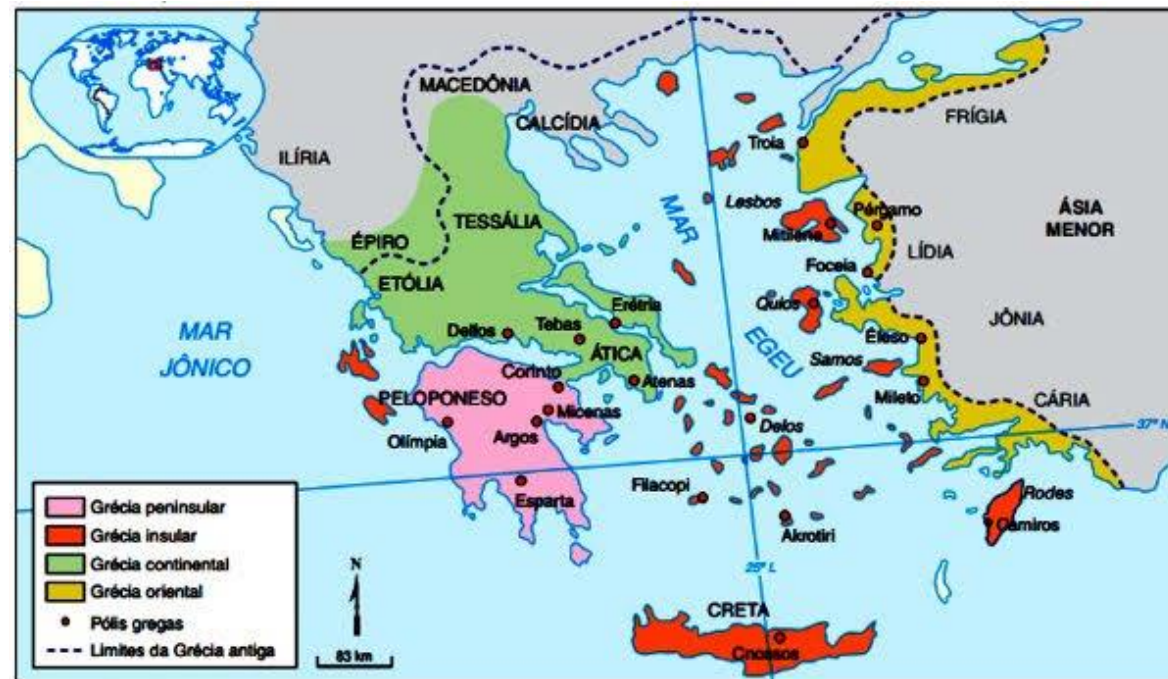 MACEDÔNIA
CALCÍDIA
FRÍGIA
ILÍRIA
Troia
MAR
EGEU
Lesbos
Mitilene
Pérgamo
ÁSIA
MENOR
TESSÁLIA
ÉPIRO
LÍDIA
ETÓLIA
Foceia
Quios
Erétria
JÔNIA
MAR
JÔNICO
Delfos
Tebas
Éfeso
ÁTICA
Samos
Corinto
Atenas
Mileto
PELOPONESO
CÁRIA
Micenas
Delos
Olímpia
Argos
37º N
Filacopi
Esparta
Rodes
Camiros
Akrotiri
25º L
CRETA
Cnossos
Grécia peninsular
Grécia insular
Grécia continental
Grécia oriental
Pólis gregas
Limites da Grécia antiga
N
83 km